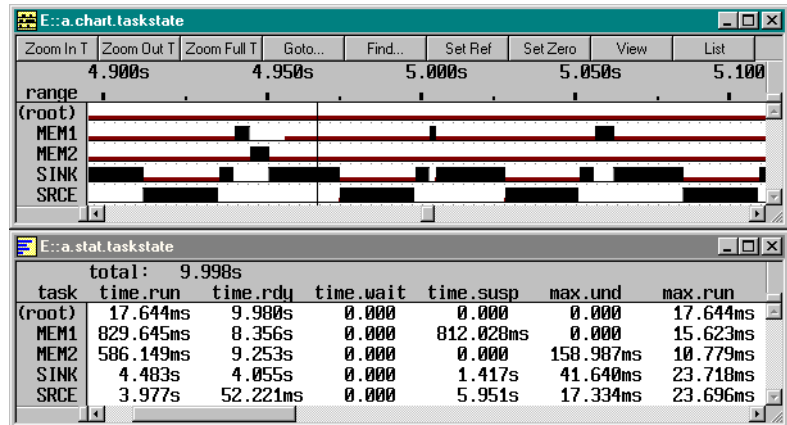 E::a.chart.taskstate
Zoom In T Zoom Out T Zoom Full T Goto... Find... Set Ref Set Zero View List
4.900s 4.950s 5.000s 5.050s 5.100
range
(root)
MEM1
MEM2
SINK
SRCE
E::a.stat.taskstate
total: 9.998s
task time.run time.rdy time.wait time.susp max.und max.run
(root) 17.644ms 9.980s 0.000 0.000 0.000 17.644ms
MEM1 829.645ms 8.356s 0.000 812.028ms 0.000 15.623ms
MEM2 586.149ms 9.253s 0.000 0.000 158.987ms 10.779ms
SINK 4.483s 4.055s 0.000 1.417s 41.640ms 23.718ms
SRCE 3.977s 52.221ms 0.000 5.951s 17.334ms 23.696ms